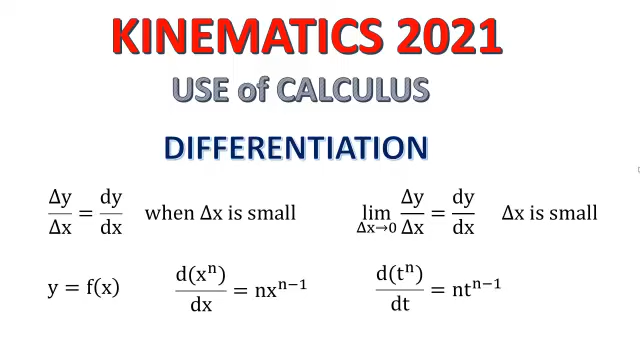 KINEMATICS 2021
USE of CALCULUS
DIFFERENTIATION
Δy/Δx = dy/dx when Δx is small lim Δx→0 Δy/Δx = dy/dx Δx is small
y = f(x) d(xⁿ)/dx = nxⁿ⁻¹ d(tⁿ)/dt = ntⁿ⁻¹